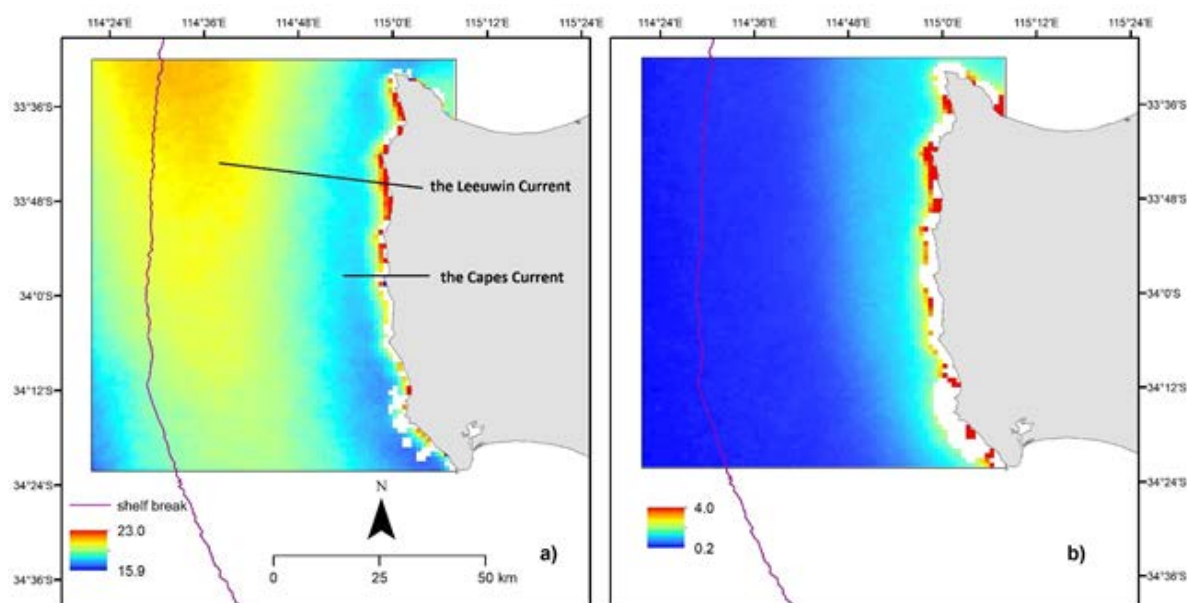 114°24'E 114°36'E 114°48'E 115°0'E 115°12'E 115°24'E
33°36'S
33°48'S
34°0'S
34°12'S
34°24'S
34°36'S
the Leeuwin Current
the Capes Current
shelf break
23.0
15.9
N
0 25 50 km
a)
114°24'E 114°36'E 114°48'E 115°0'E 115°12'E 115°24'E
4.0
0.2
b)
33°36'S
33°48'S
34°0'S
34°12'S
34°24'S
34°36'S